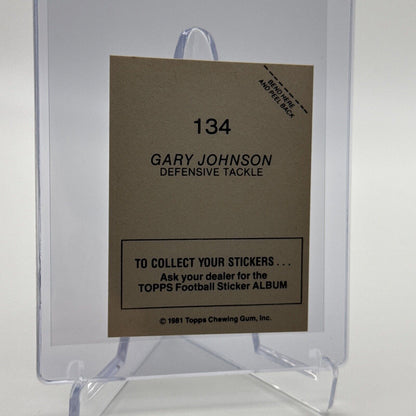 BEND HERE
AND PEEL BACK
134
GARY JOHNSON
DEFENSIVE TACKLE
TO COLLECT YOUR STICKERS...
Ask your dealer for the
TOPPS Football Sticker ALBUM
© 1981 Topps Chewing Gum, Inc.